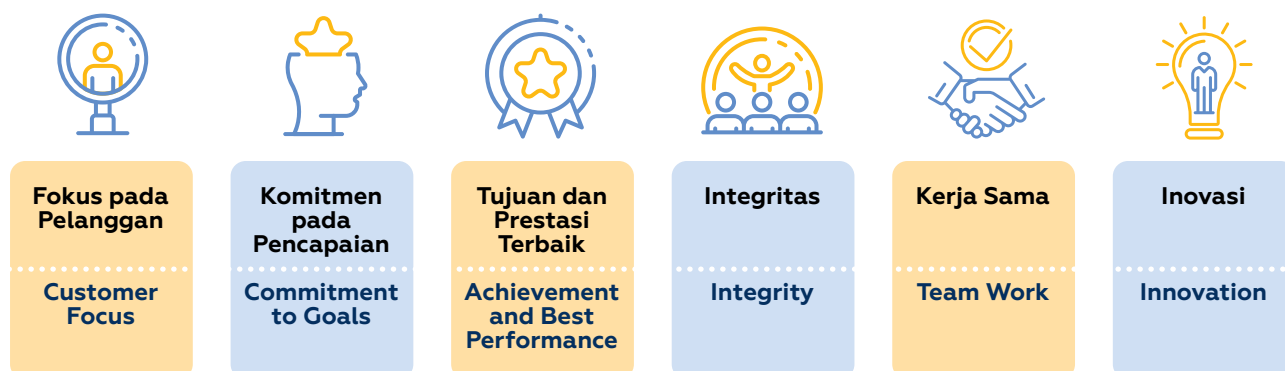 Fokus pada
Pelanggan
Customer
Focus
Komitmen
pada
Pencapaian
Commitment
to Goals
Tujuan dan
Prestasi
Terbaik
Achievement
and Best
Performance
Integritas
Integrity
Kerja Sama
Team Work
Inovasi
Innovation